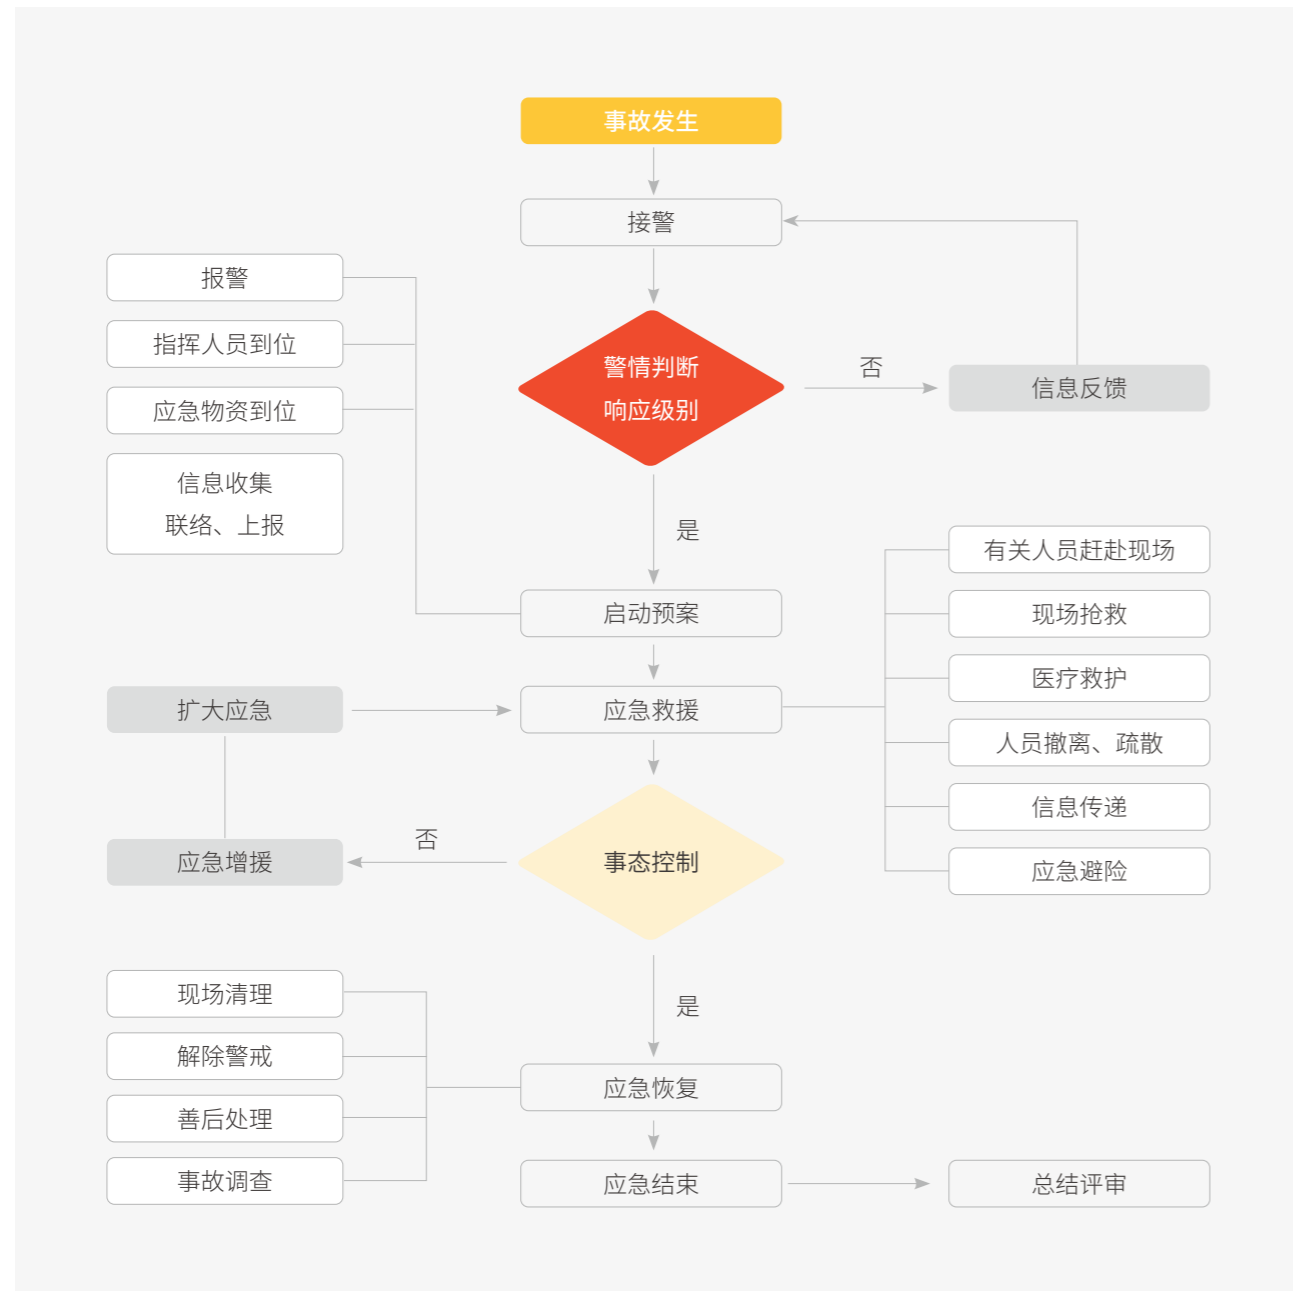 事故发生
接警
报警
指挥人员到位
应急物资到位
信息收集
联络、上报
警情判断
响应级别
否
信息反馈
是
启动预案
有关人员赶赴现场
现场抢救
医疗救护
人员撤离、疏散
信息传递
应急避险
扩大应急
应急救援
应急增援
否
事态控制
是
现场清理
解除警戒
善后处理
事故调查
应急恢复
应急结束
总结评审